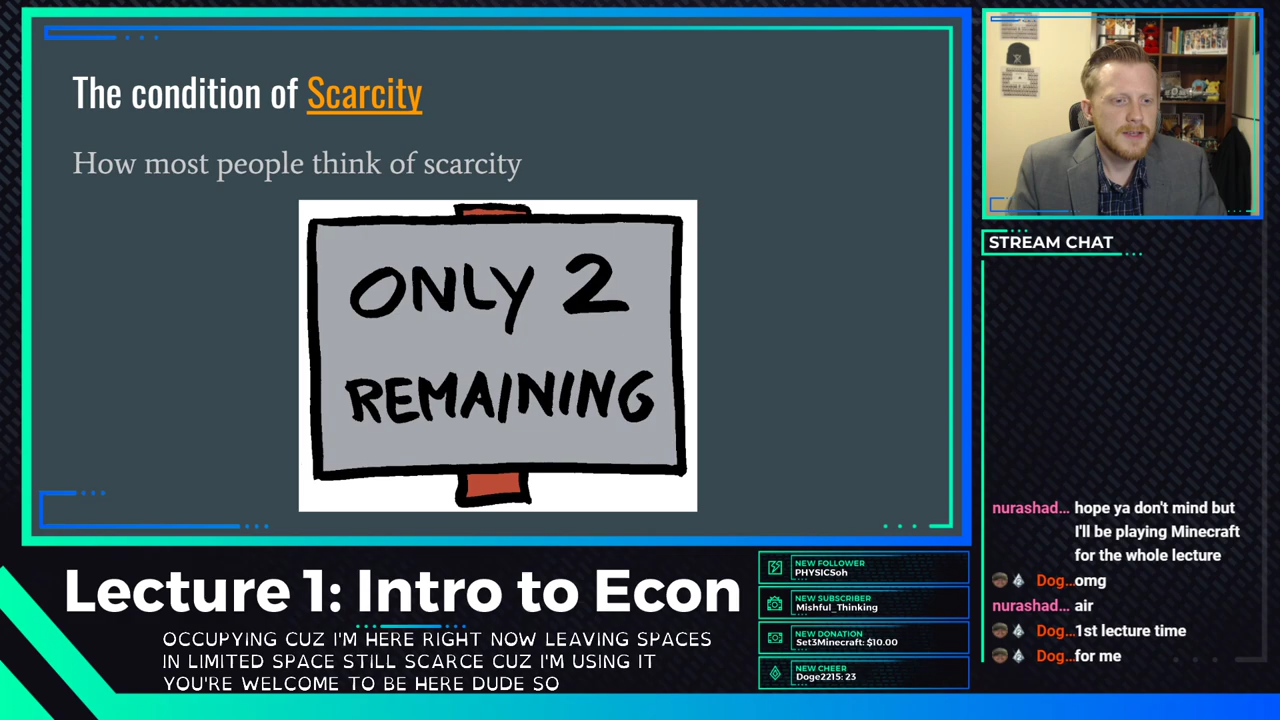 The condition of Scarcity
How most people think of scarcity
ONLY 2
REMAINING
STREAM CHAT
nurashad... hope ya don't mind but
I'll be playing Minecraft
for the whole lecture
Dog...omg
nurashad... air
Dog...1st lecture time
Dog...for me
Lecture 1: Intro to Econ
OCCUPYING CUZ I'M HERE RIGHT NOW LEAVING SPACES
IN LIMITED SPACE STILL SCARCE CUZ I'M USING IT
YOU'RE WELCOME TO BE HERE DUDE SO
NEW FOLLOWER
PHYSICSoh
NEW SUBSCRIBER
Mishful_Thinking
NEW DONATION
Set3Minecraft: $10.00
NEW CHEER
Doge2215: 23